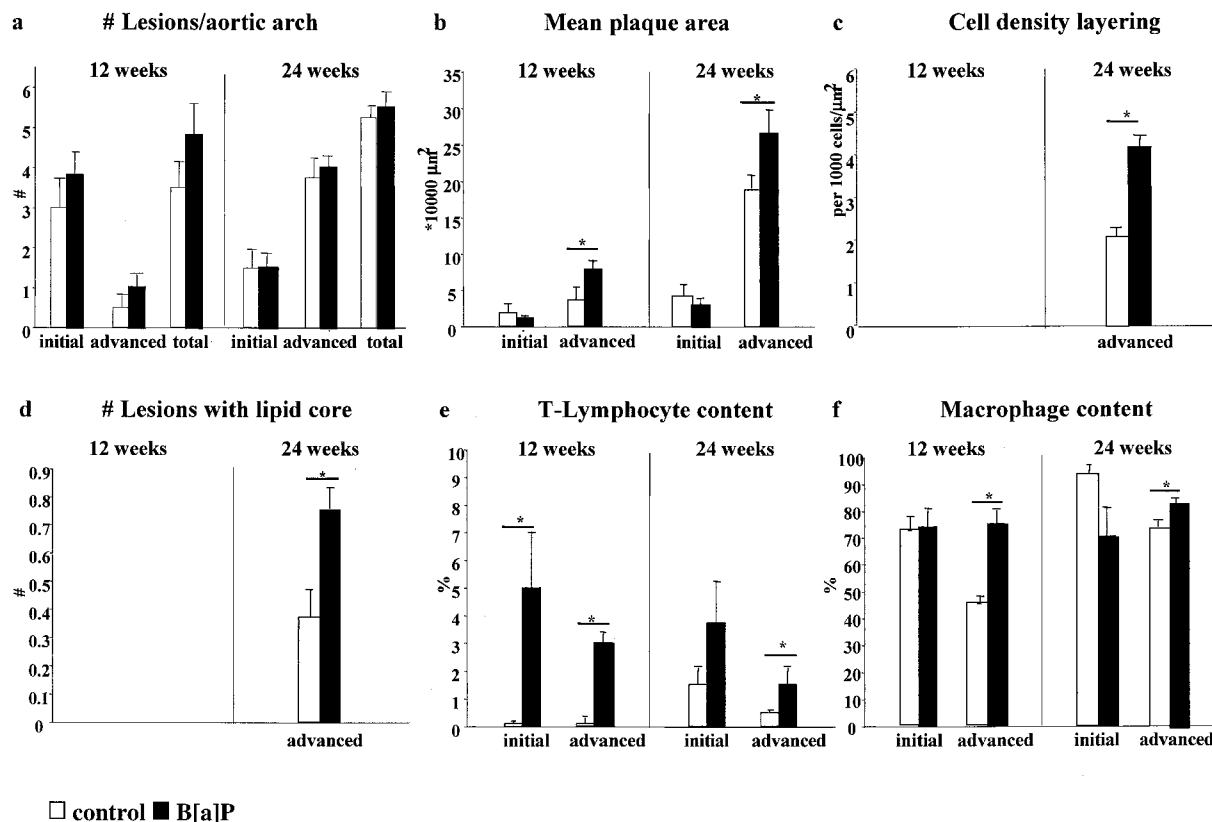 a # Lesions/aortic arch
12 weeks 24 weeks
6
5
4
3
2
1
0
#
initial advanced total initial advanced total
b Mean plaque area
12 weeks 24 weeks
35
30
25
20
15
10
5
0
*10000 µm²
* *
initial advanced initial advanced
c Cell density layering
12 weeks 24 weeks
6
5
4
3
2
1
0
per 1000 cells/µm²
*
advanced
d # Lesions with lipid core
12 weeks 24 weeks
0.9
0.8
0.7
0.6
0.5
0.4
0.3
0.2
0.1
0
#
*
advanced
e T-Lymphocyte content
12 weeks 24 weeks
10
9
8
7
6
5
4
3
2
1
0
%
* * *
initial advanced initial advanced
f Macrophage content
12 weeks 24 weeks
100
90
80
70
60
50
40
30
20
10
0
%
* *
initial advanced initial advanced
control B[a]P